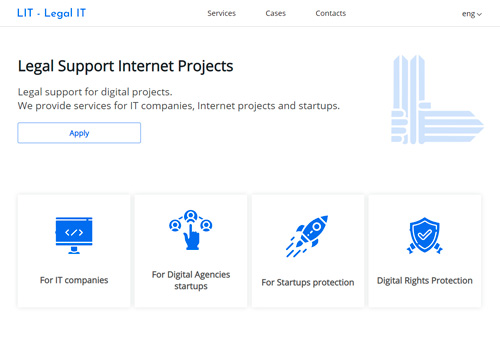 LIT - Legal IT
Services
Cases
Contacts
eng
Legal Support Internet Projects
Legal support for digital projects.
We provide services for IT companies, Internet projects and startups.
Apply
For IT companies
For Digital Agencies
startups
For Startups protection
Digital Rights Protection